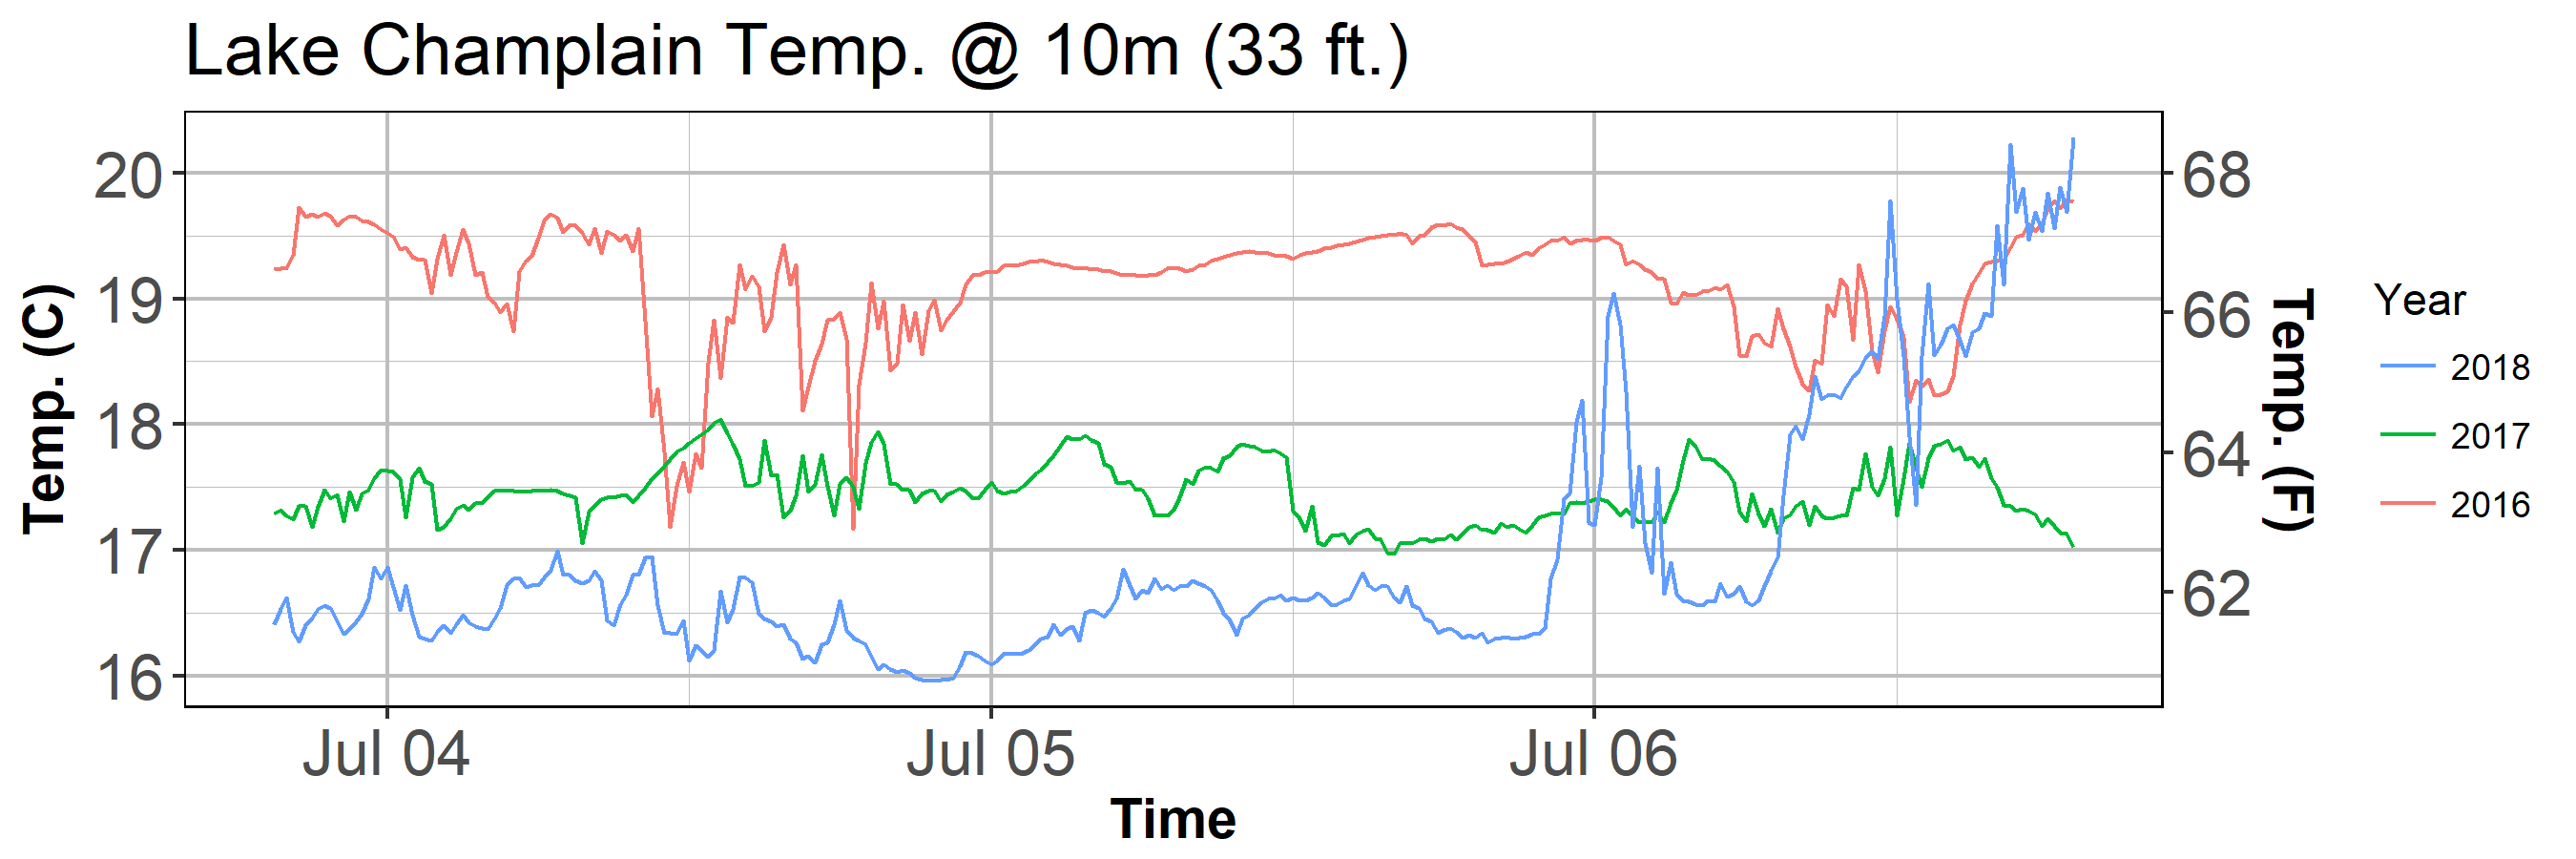 Lake Champlain Temp. @ 10m (33 ft.)
20
19
18
17
16
Temp. (C)
68
66
64
62
Temp. (F)
Jul 04 Jul 05 Jul 06
Time
Year
2018
2017
2016